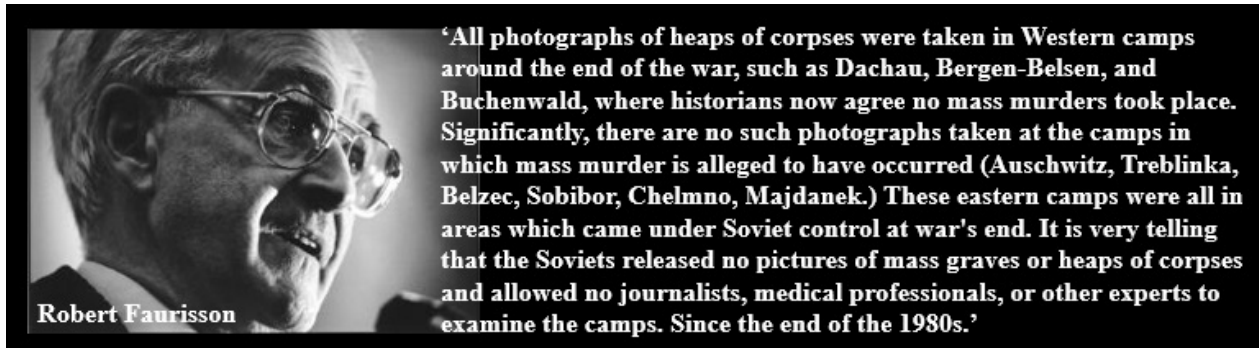 ‘All photographs of heaps of corpses were taken in Western camps
around the end of the war, such as Dachau, Bergen-Belsen, and
Buchenwald, where historians now agree no mass murders took place.
Significantly, there are no such photographs taken at the camps in
which mass murder is alleged to have occurred (Auschwitz, Treblinka,
Belzec, Sobibor, Chelmno, Majdanek.) These eastern camps were all in
areas which came under Soviet control at war's end. It is very telling
that the Soviets released no pictures of mass graves or heaps of corpses
and allowed no journalists, medical professionals, or other experts to
examine the camps. Since the end of the 1980s.’
Robert Faurisson